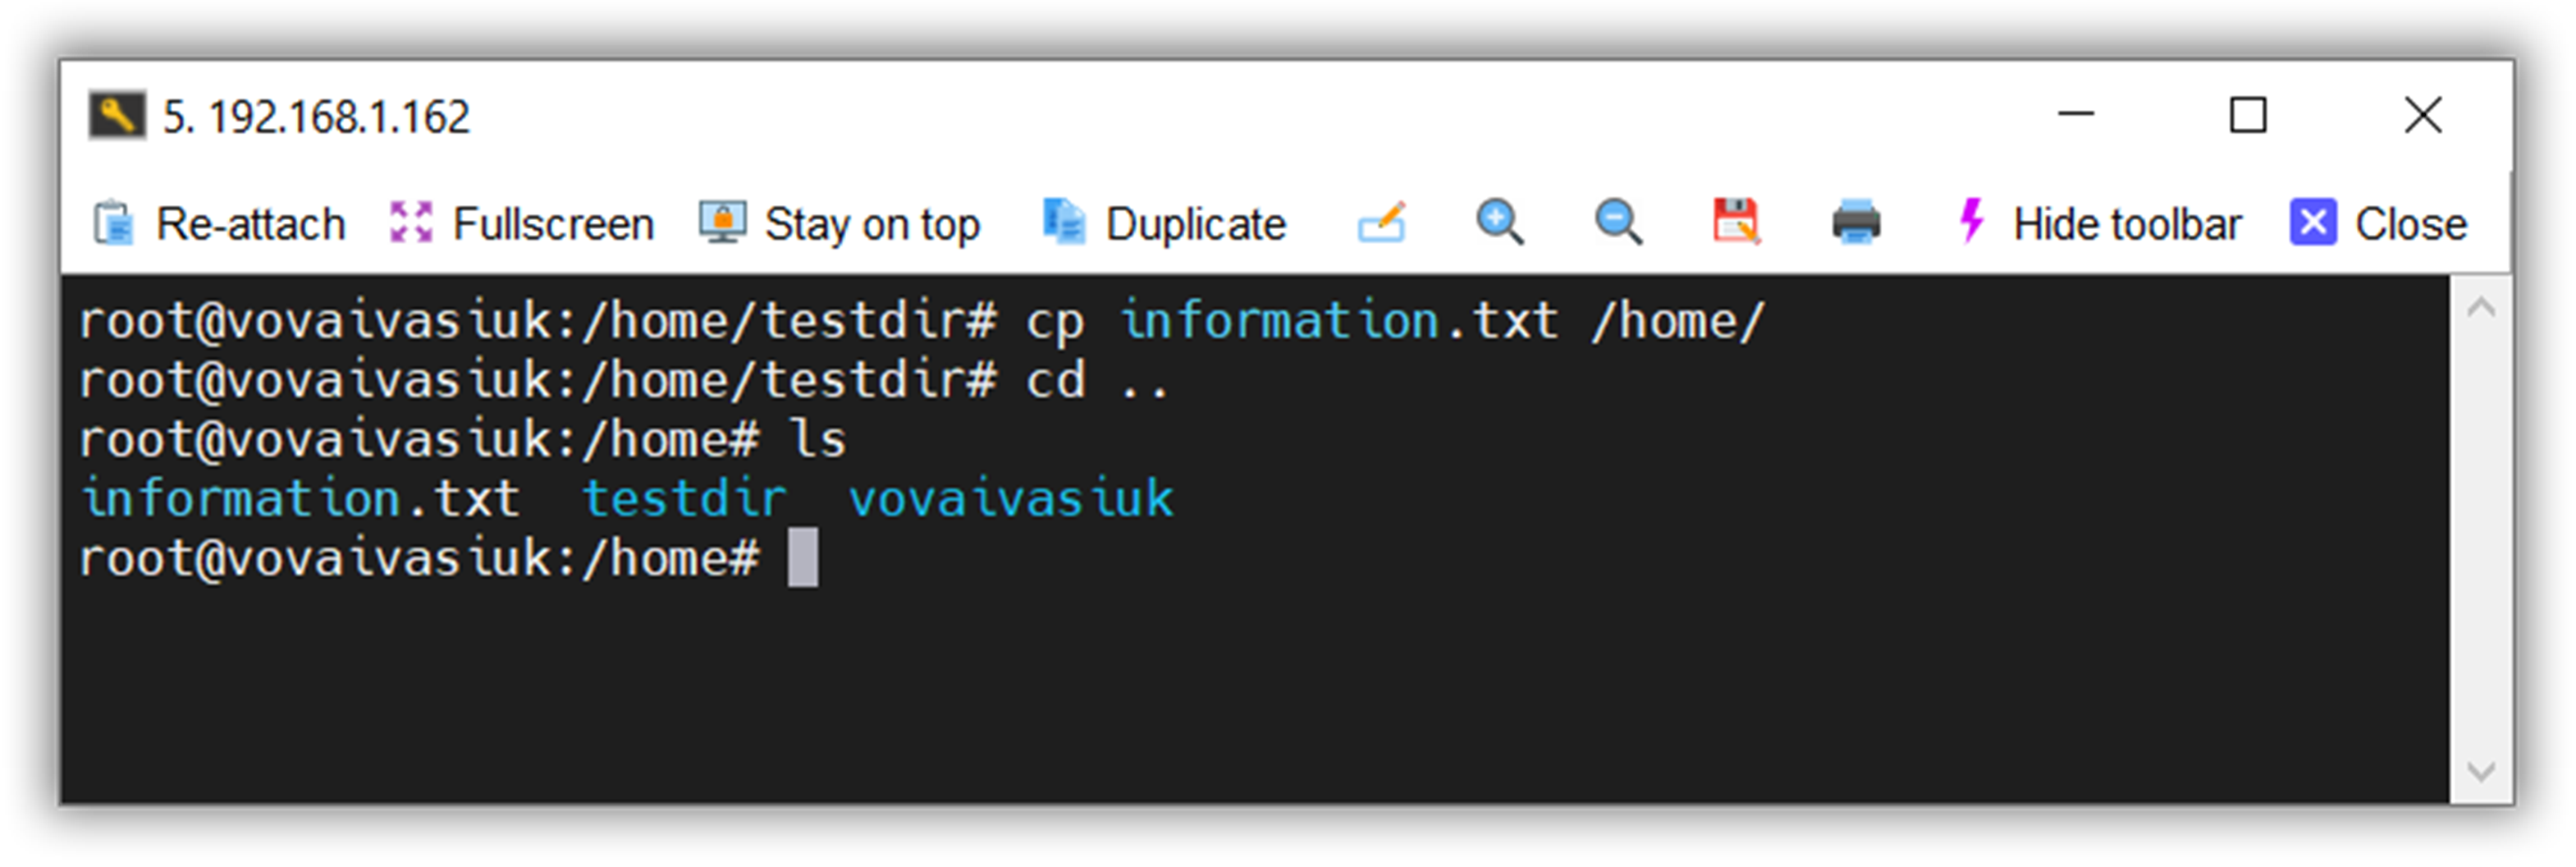 5. 192.168.1.162
Re-attach Fullscreen Stay on top Duplicate Hide toolbar Close
root@vovaivasiuk:/home/testdir# cp information.txt /home/
root@vovaivasiuk:/home/testdir# cd ..
root@vovaivasiuk:/home# ls
information.txt  testdir  vovaivasiuk
root@vovaivasiuk:/home#